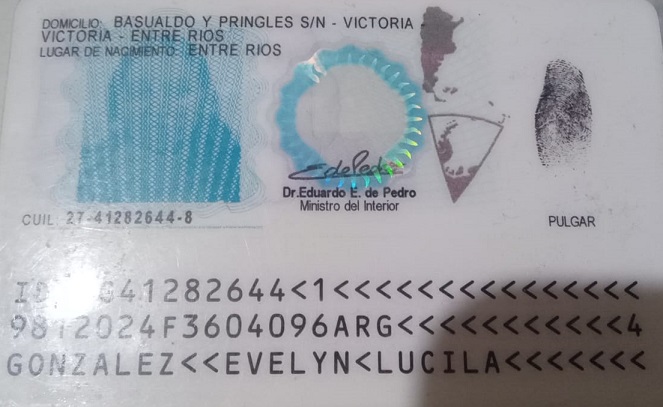 DOMICILIO: BASUALDO Y PRINGLES S/N - VICTORIA -
VICTORIA - ENTRE RIOS
LUGAR DE NACIMIENTO: ENTRE RIOS
Dr. Eduardo E. de Pedro
Ministro del Interior
CUIL: 27-41282644-8
PULGAR
41282644<1<<<<<<<<<<<<<<<
2024F3604096ARG<<<<<<<<<<<4
GONZALEZ<<EVELYN<LUCILA<<<<<<<